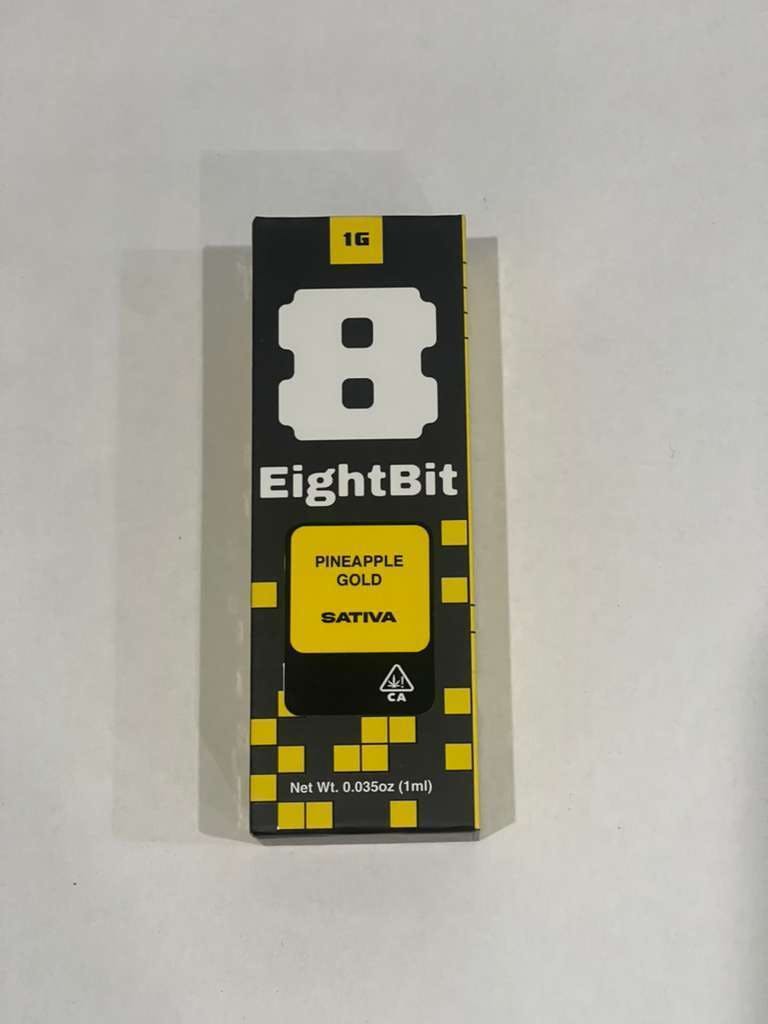 1G
8
EightBit
PINEAPPLE
GOLD
SATIVA
CA
Net Wt. 0.035oz (1ml)